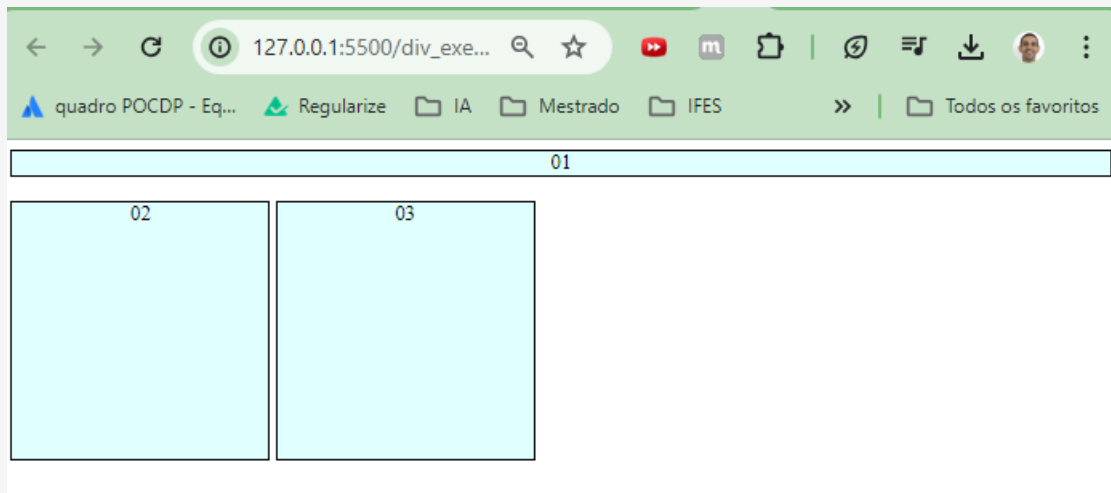 127.0.0.1:5500/div_exe...
quadro POCDP - Eq... Regularize IA Mestrado IFES » Todos os favoritos
01
02 03